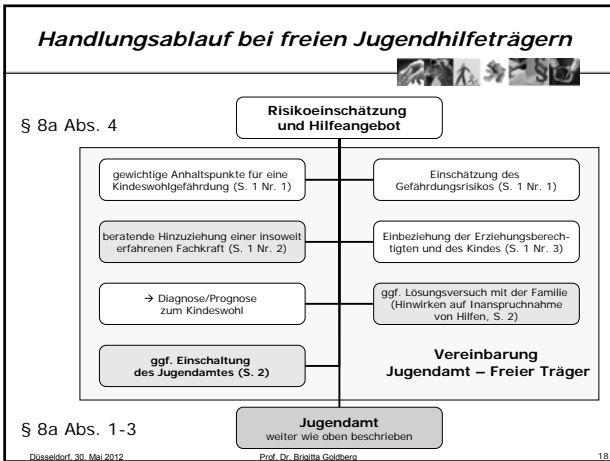 Handlungsablauf bei freien Jugendhilfeträgern
§ 8a Abs. 4
Risikoeinschätzung
und Hilfeangebot
gewichtige Anhaltspunkte für eine
Kindeswohlgefährdung (S. 1 Nr. 1)
Einschätzung des
Gefährdungsrisikos (S. 1 Nr. 1)
beratende Hinzuziehung einer insoweit
erfahrenen Fachkraft (S. 1 Nr. 2)
Einbeziehung der Erziehungsberech-
tigten und des Kindes (S. 1 Nr. 3)
→ Diagnose/Prognose
zum Kindeswohl
ggf. Lösungsversuch mit der Familie
(Hinwirken auf Inanspruchnahme
von Hilfen, S. 2)
ggf. Einschaltung
des Jugendamtes (S. 2)
Vereinbarung
Jugendamt – Freier Träger
§ 8a Abs. 1-3
Jugendamt
weiter wie oben beschrieben
Düsseldorf, 30. Mai 2012
Prof. Dr. Brigitta Goldberg
18